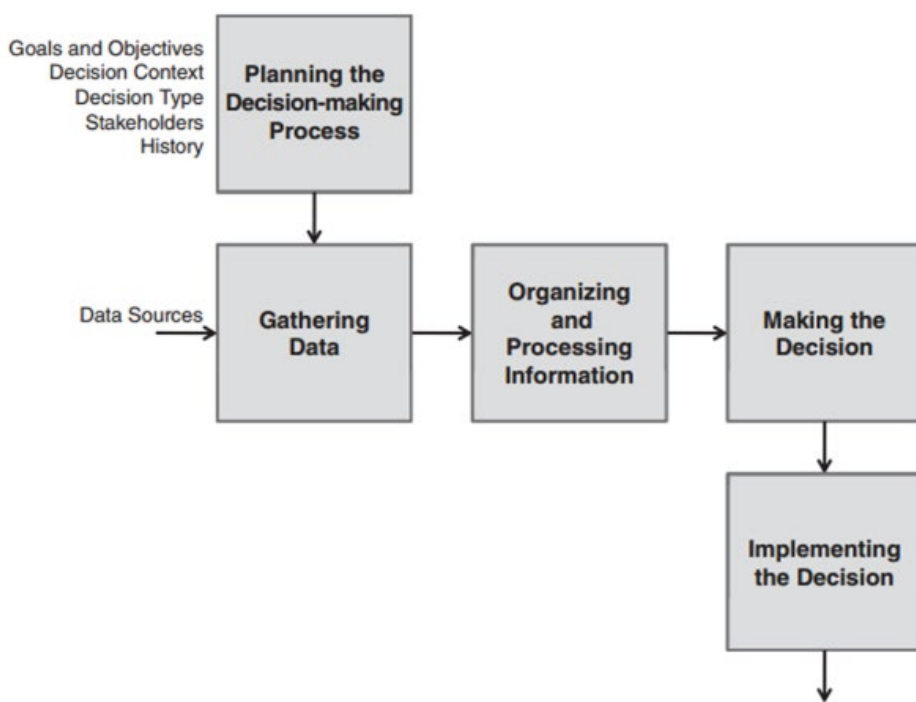 Goals and Objectives
Decision Context
Decision Type
Stakeholders
History
Planning the
Decision-making
Process
Data Sources
Gathering
Data
Organizing
and
Processing
Information
Making the
Decision
Implementing
the Decision